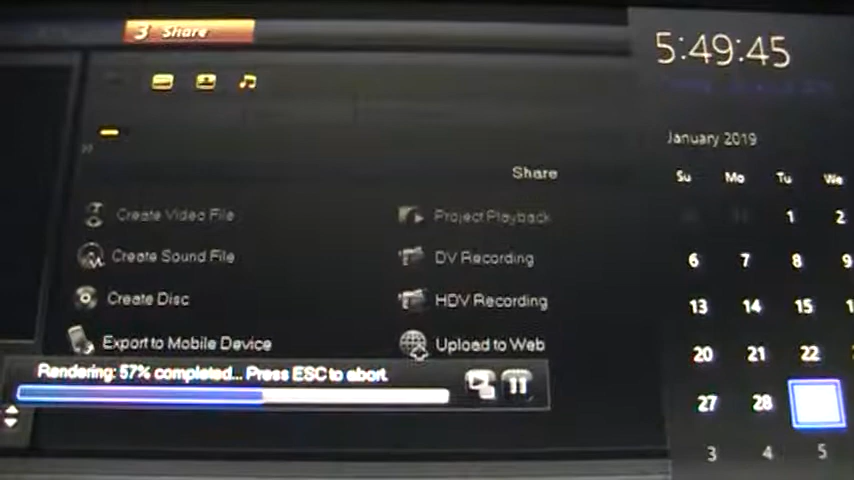 3 Share
5:49:45
January 2019
Share
Su Mo Tu We
Create Video File
Project Playback
1 2
Create Sound File
DV Recording
6 7 8 9
Create Disc
HDV Recording
13 14 15
Export to Mobile Device
Upload to Web
20 21 22
Rendering: 57% completed... Press ESC to abort.
27 28
3 4 5